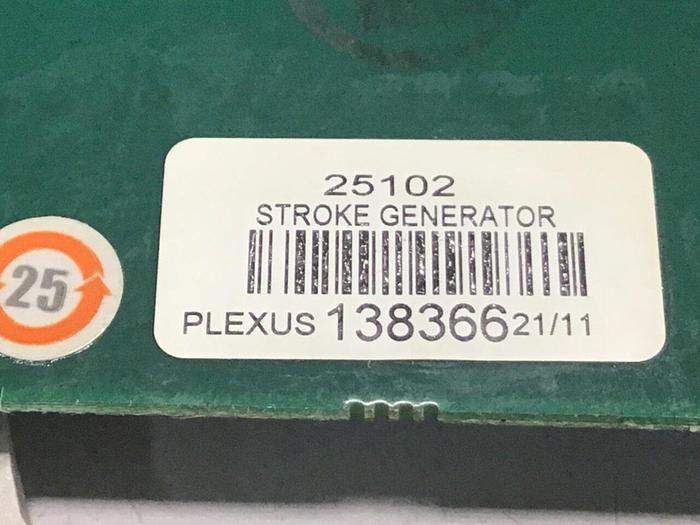 25102
STROKE GENERATOR
PLEXUS 138366 21/11
25